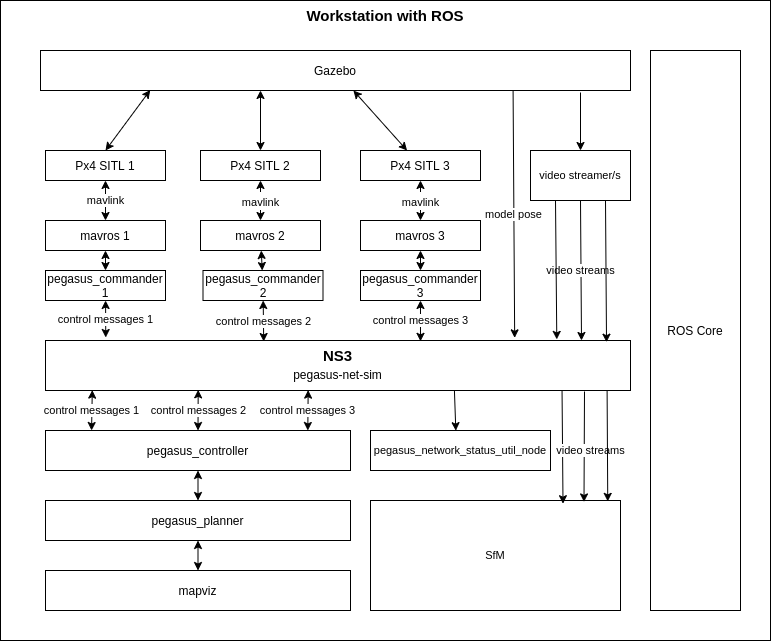 Workstation with ROS
Gazebo
Px4 SITL 1
Px4 SITL 2
Px4 SITL 3
video streamer/s
mavlink
mavlink
mavlink
model pose
mavros 1
mavros 2
mavros 3
pegasus_commander
1
pegasus_commander
2
pegasus_commander
3
video streams
control messages 1
control messages 2
control messages 3
ROS Core
NS3
pegasus-net-sim
control messages 1
control messages 2
control messages 3
pegasus_controller
pegasus_network_status_util_node
video streams
pegasus_planner
SfM
mapviz